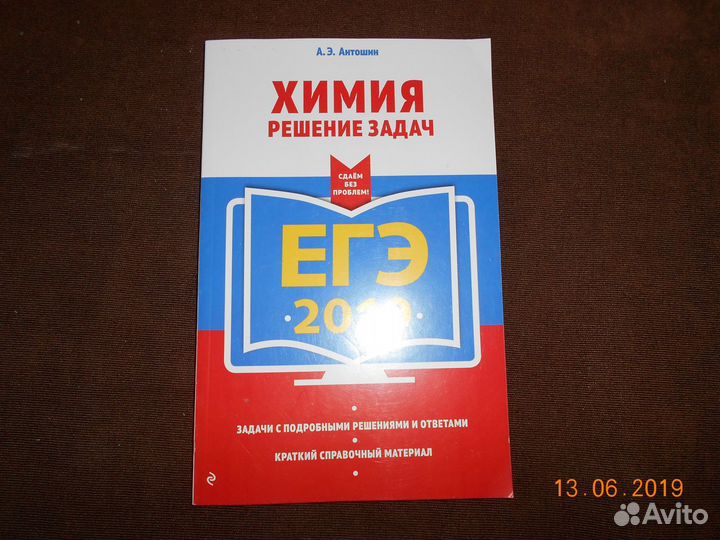 А. Э. Антошин
ХИМИЯ
РЕШЕНИЕ ЗАДАЧ
СДАЁМ
БЕЗ
ПРОБЛЕМ!
ЕГЭ
·2019·
ЗАДАЧИ С ПОДРОБНЫМИ РЕШЕНИЯМИ И ОТВЕТАМИ
КРАТКИЙ СПРАВОЧНЫЙ МАТЕРИАЛ
13.06.2019
Avito